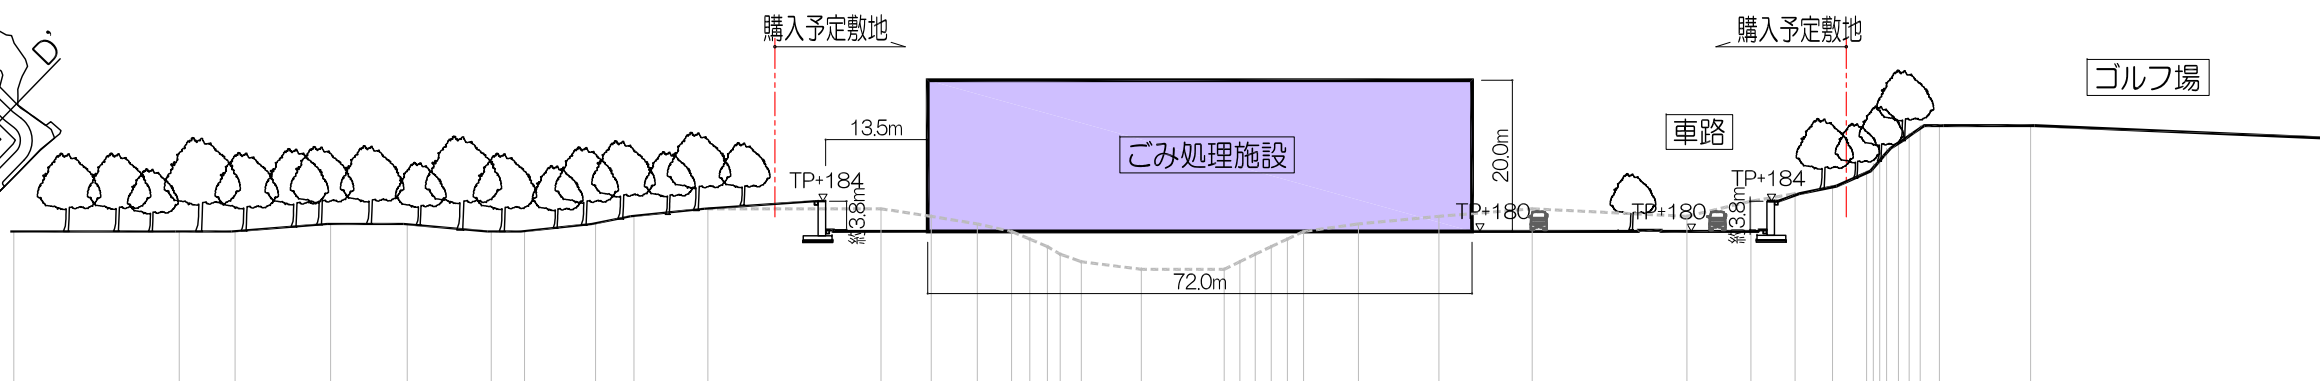 D'
購入予定敷地
購入予定敷地
ゴルフ場
13.5m
ごみ処理施設
20.0m
車路
TP+184
約3.8m
TP+180
TP+180
TP+184
約3.8m
72.0m